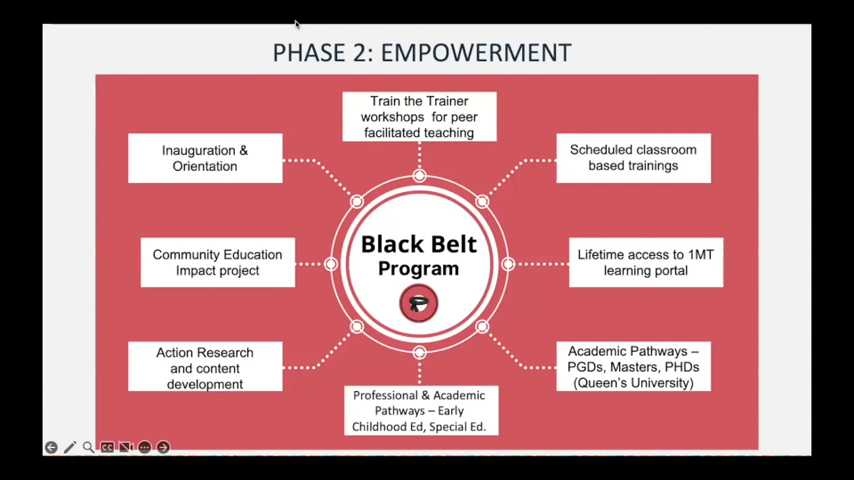 PHASE 2: EMPOWERMENT
Train the Trainer
workshops for peer
facilitated teaching
Inauguration &
Orientation
Scheduled classroom
based trainings
Black Belt
Program
Community Education
Impact project
Lifetime access to 1MT
learning portal
Action Research
and content
development
Academic Pathways –
PGDs, Masters, PHDs
(Queen's University)
Professional & Academic
Pathways – Early
Childhood Ed, Special Ed.
CC